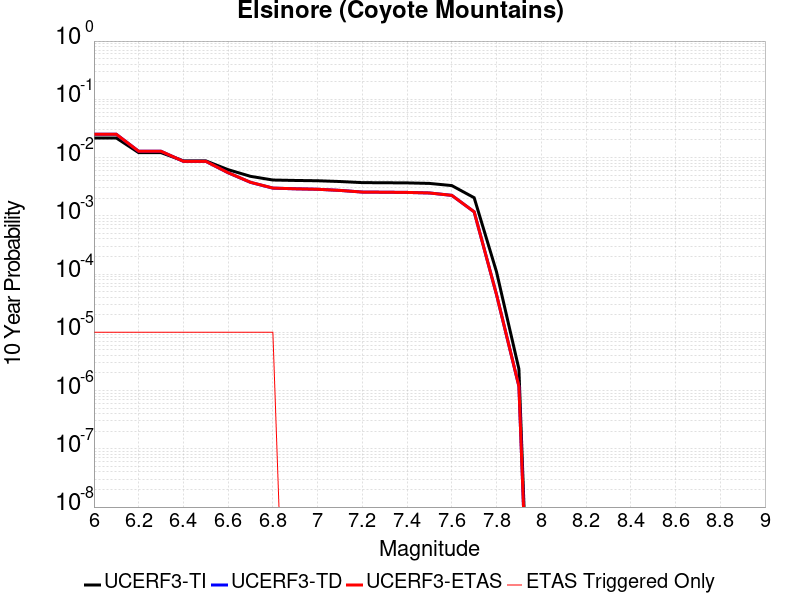 Elsinore (Coyote Mountains)
10^0
10^-1
10^-2
10^-3
10^-4
10^-5
10^-6
10^-7
10^-8
10 Year Probability
6 6.2 6.4 6.6 6.8 7 7.2 7.4 7.6 7.8 8 8.2 8.4 8.6 8.8 9
Magnitude
UCERF3-TI UCERF3-TD UCERF3-ETAS ETAS Triggered Only